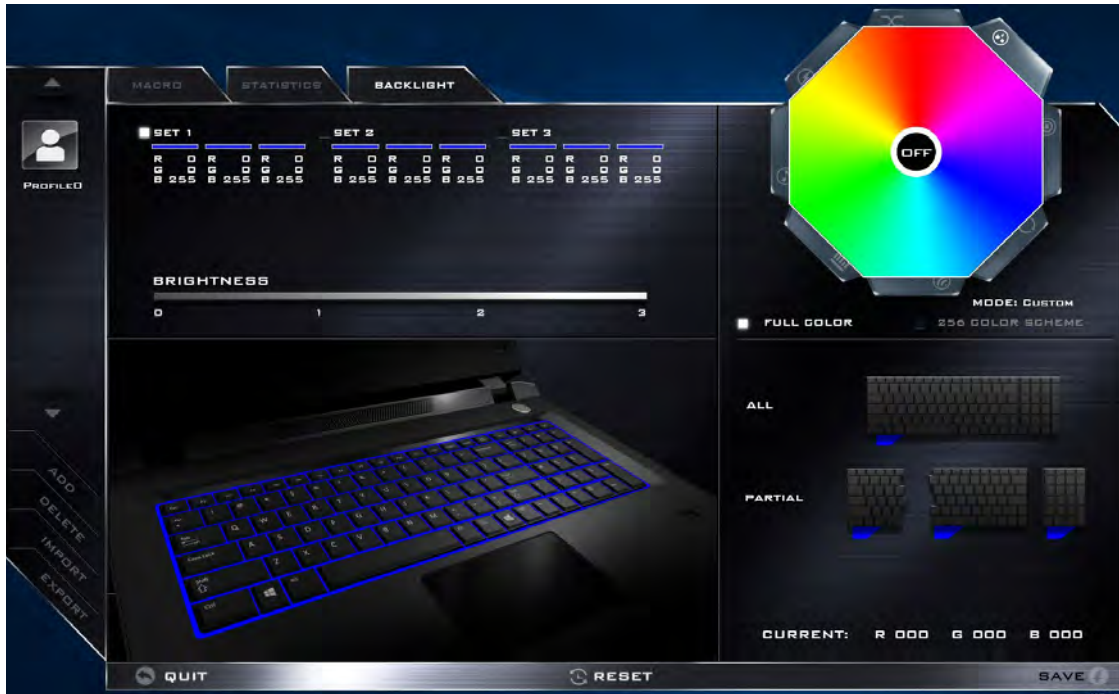 MACRO
STATISTICS
BACKLIGHT
PROFILE0
SET 1
SET 2
SET 3
R 0 R 0 R 0 R 0 R 0 R 0 R 0 R 0 R 0
G 0 G 0 G 0 G 0 G 0 G 0 G 0 G 0 G 0
B 255 B 255 B 255 B 255 B 255 B 255 B 255 B 255 B 255
BRIGHTNESS
0 1 2 3
OFF
MODE: CUSTOM
FULL COLOR
256 COLOR SCHEME
ALL
PARTIAL
ADD
DELETE
IMPORT
EXPORT
CURRENT: R 000 G 000 B 000
QUIT
RESET
SAVE